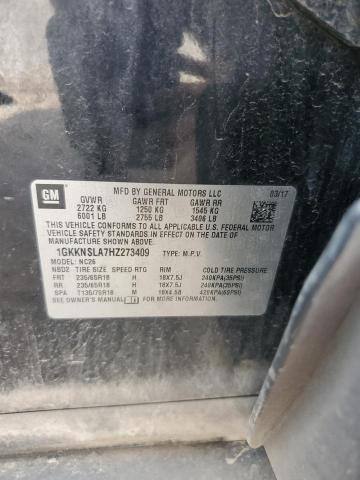 GM
MFD BY GENERAL MOTORS LLC 03/17
GVWR GAWR FRT GAWR RR
2722 KG 1250 KG 1545 KG
6001 LB 2755 LB 3406 LB
THIS VEHICLE CONFORMS TO ALL APPLICABLE U.S. FEDERAL MOTOR
VEHICLE SAFETY STANDARDS IN EFFECT ON THE DATE OF
MANUFACTURE SHOWN ABOVE.
1GKKNSLA7HZ273409 TYPE: M.P.V.
MODEL: NC26
NBD2 TIRE SIZE SPEED RTG RIM COLD TIRE PRESSURE
FRT 235/65R18 H 18X7.5J 240KPA(35PSI)
RR 235/65R18 H 18X7.5J 240KPA(35PSI)
SPA T135/70R18 M 18X4.5B 420KPA(60PSI)
SEE OWNER'S MANUAL FOR MORE INFORMATION.